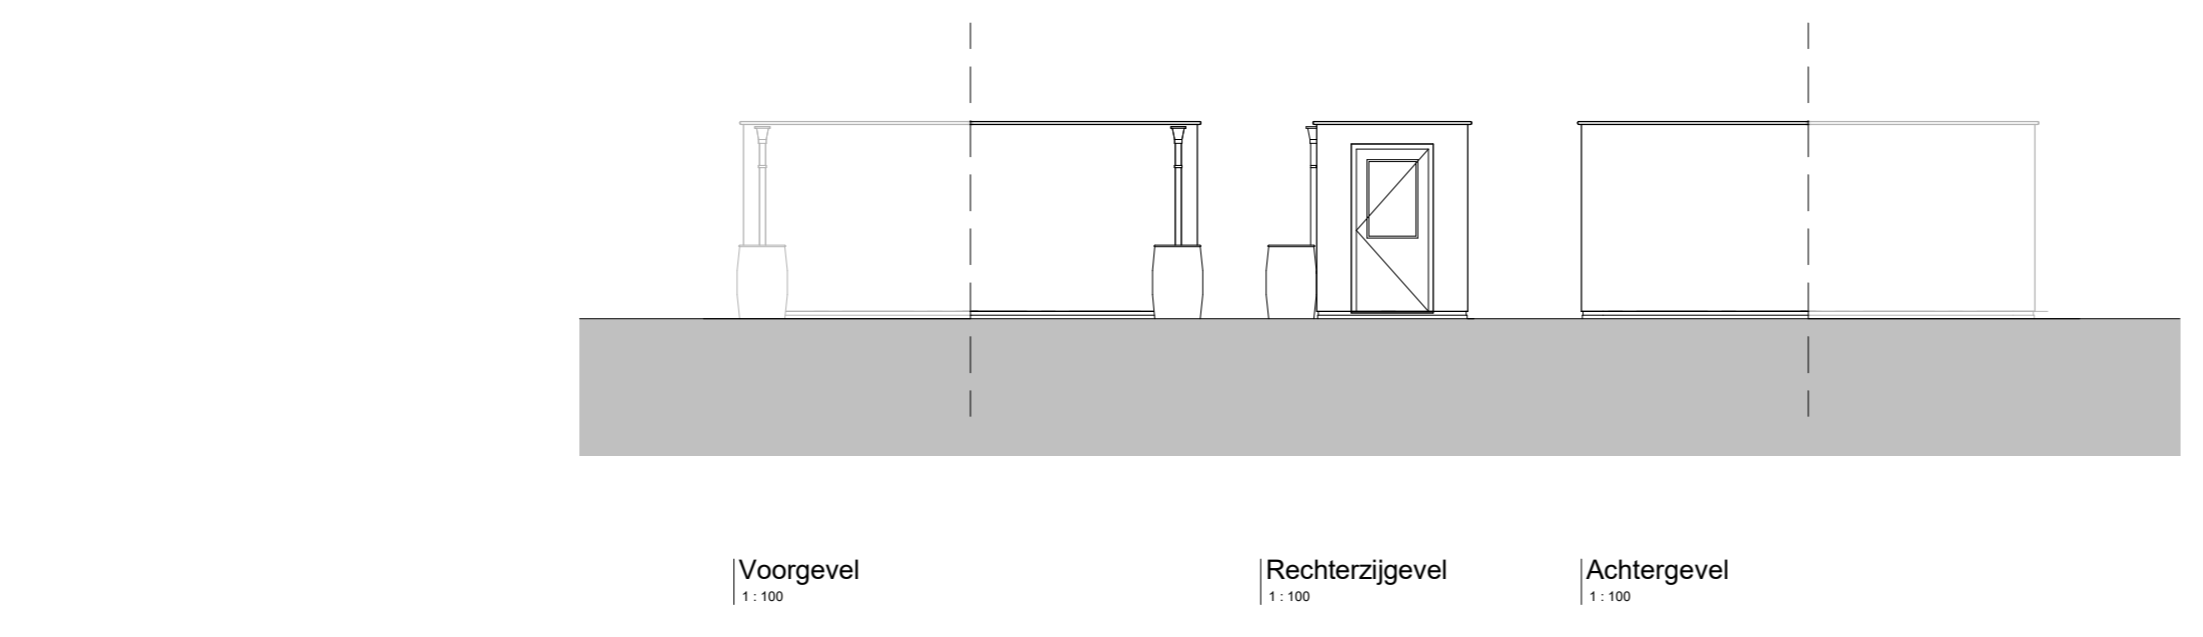 Voorgevel
1 : 100
Rechterzijgevel
1 : 100
Achtergevel
1 : 100